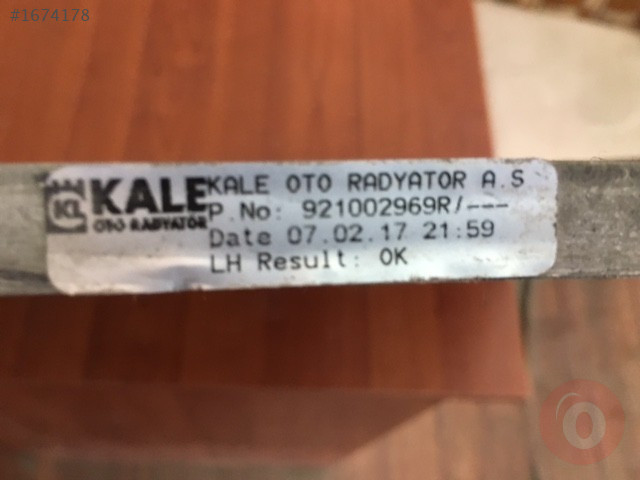 #1674178
KALE
OTO RADYATOR
KALE OTO RADYATOR A.S
P.No: 921002969R/---
Date 07.02.17 21:59
LH Result: OK